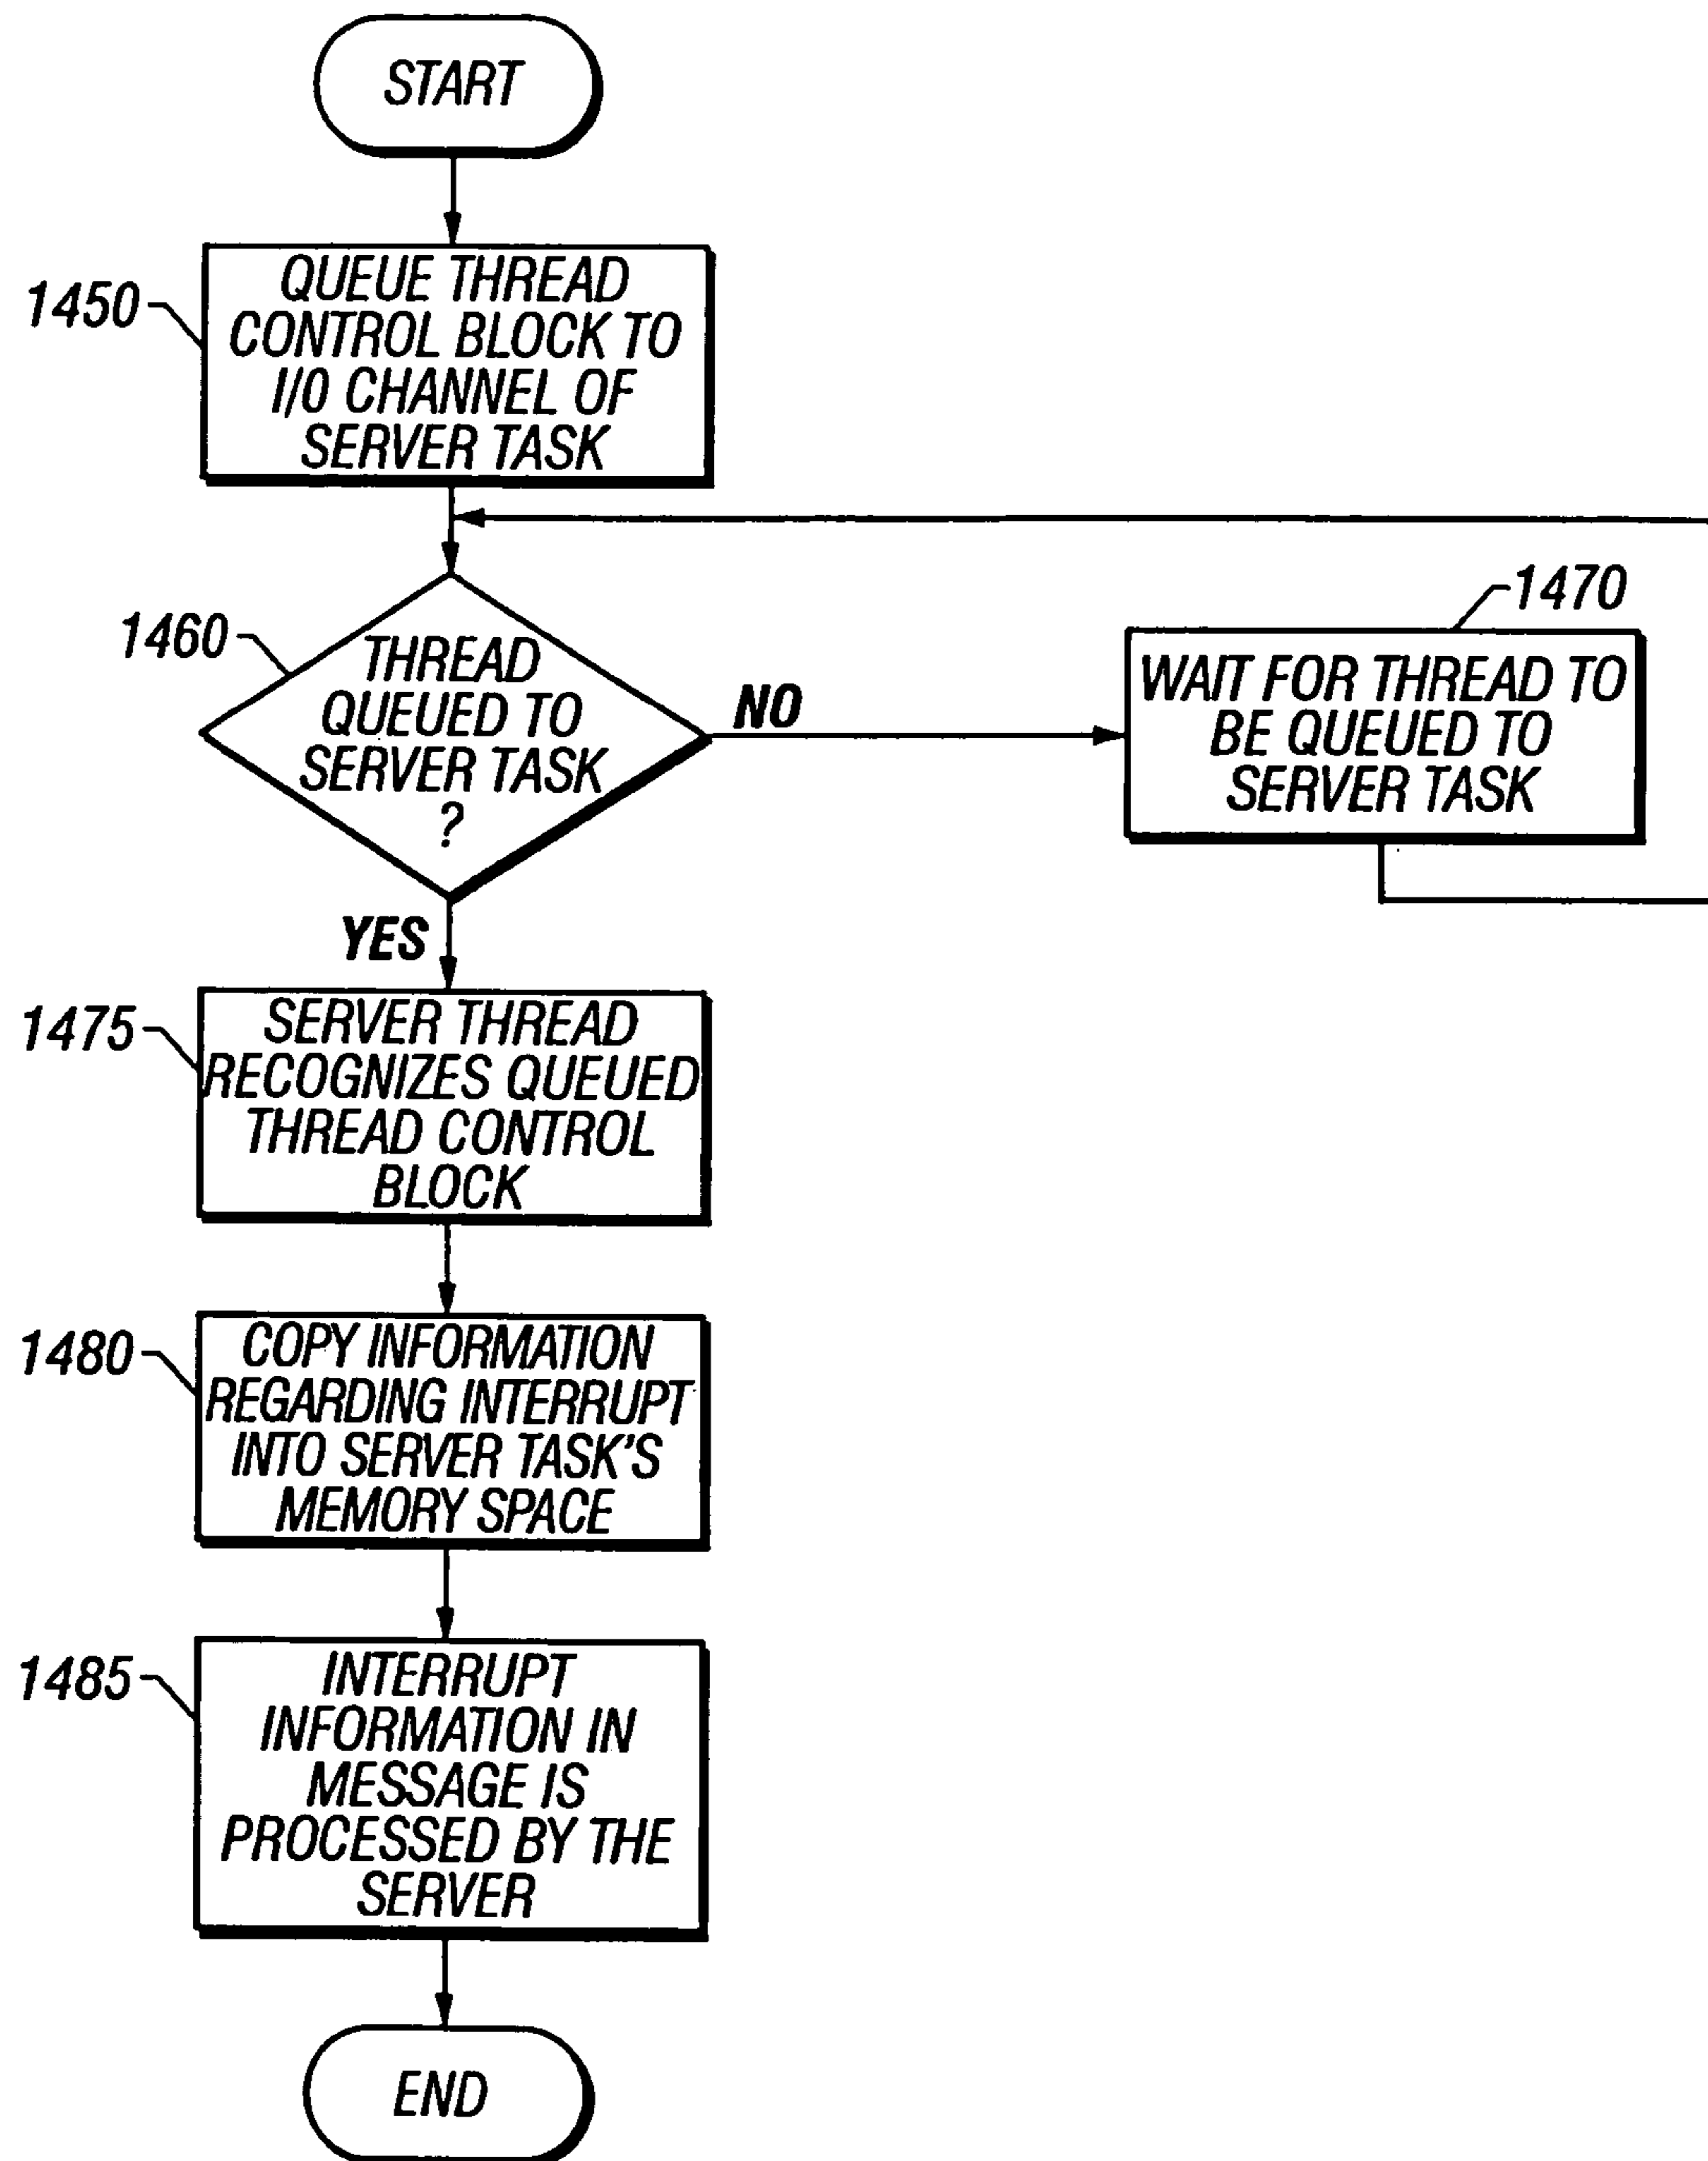 START
1450
QUEUE THREAD
CONTROL BLOCK TO
I/O CHANNEL OF
SERVER TASK
1460
THREAD
QUEUED TO
SERVER TASK
?
NO
1470
WAIT FOR THREAD TO
BE QUEUED TO
SERVER TASK
YES
1475
SERVER THREAD
RECOGNIZES QUEUED
THREAD CONTROL
BLOCK
1480
COPY INFORMATION
REGARDING INTERRUPT
INTO SERVER TASK'S
MEMORY SPACE
1485
INTERRUPT
INFORMATION IN
MESSAGE IS
PROCESSED BY THE
SERVER
END